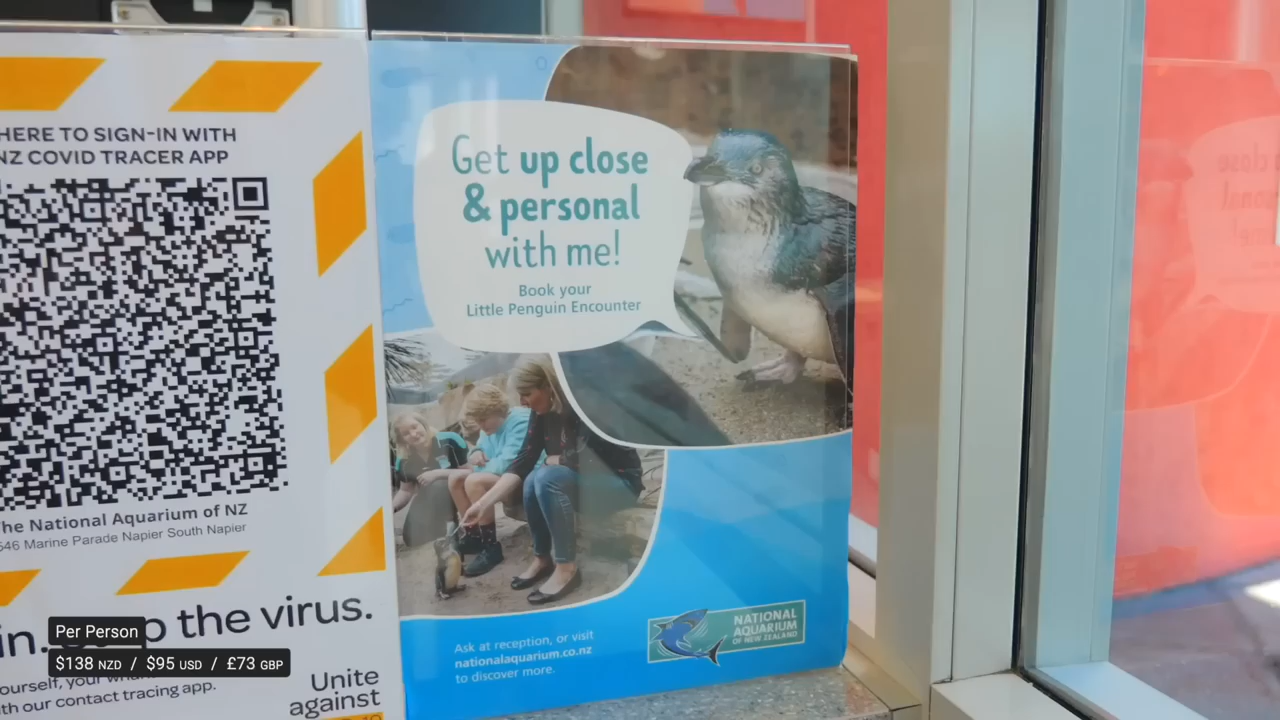 HERE TO SIGN-IN WITH
NZ COVID TRACER APP
The National Aquarium of NZ
546 Marine Parade Napier South Napier
the virus.
ourself, your
th our contact tracing app.
Unite
against
Get up close
& personal
with me!
Book your
Little Penguin Encounter
Ask at reception, or visit
nationalaquarium.co.nz
to discover more.
NATIONAL
AQUARIUM
OF NEW ZEALAND
Per Person
$138 NZD / $95 USD / £73 GBP